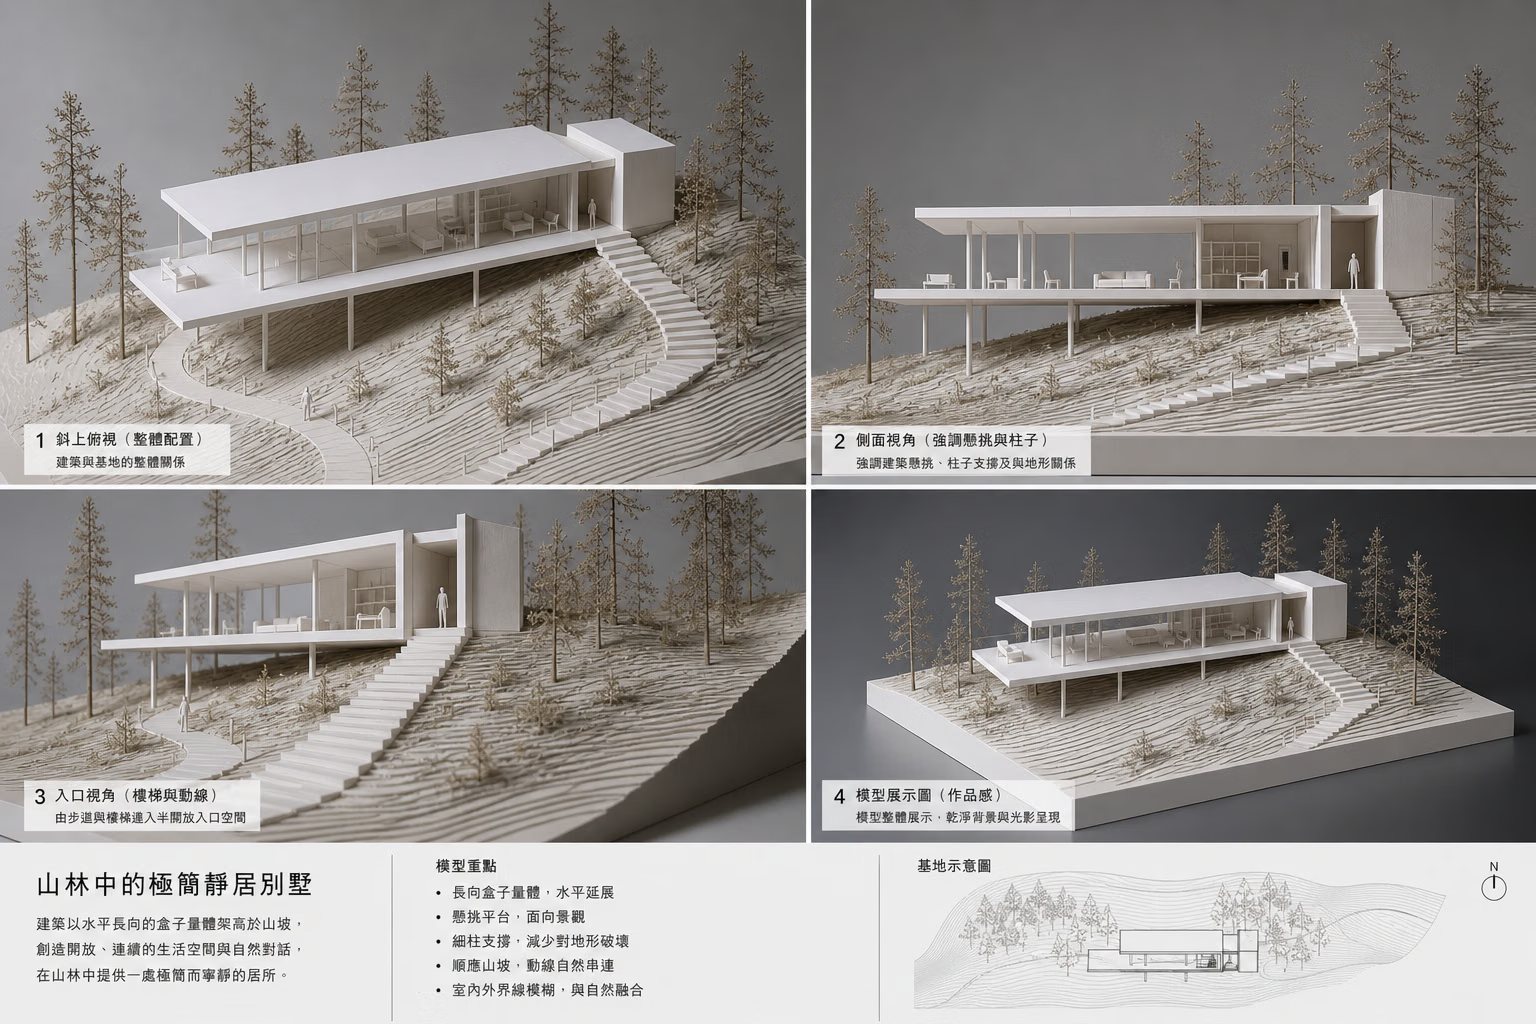 1 斜上俯視（整體配置）
建築與基地的整體關係
2 側面視角（強調懸挑與柱子）
強調建築懸挑、柱子支撐及與地形關係
3 入口視角（樓梯與動線）
由步道與樓梯進入半開放入口空間
4 模型展示圖（作品感）
模型整體展示，乾淨背景與光影呈現
山林中的極簡靜居別墅
建築以水平長向的盒子量體架高於山坡，
創造開放、連續的生活空間與自然對話，
在山林中提供一處極簡而寧靜的居所。
模型重點
• 長向盒子量體，水平延展
• 懸挑平台，面向景觀
• 細柱支撐，減少對地形破壞
• 順應山坡，動線自然串連
• 室內外界線模糊，與自然融合
基地示意圖
N